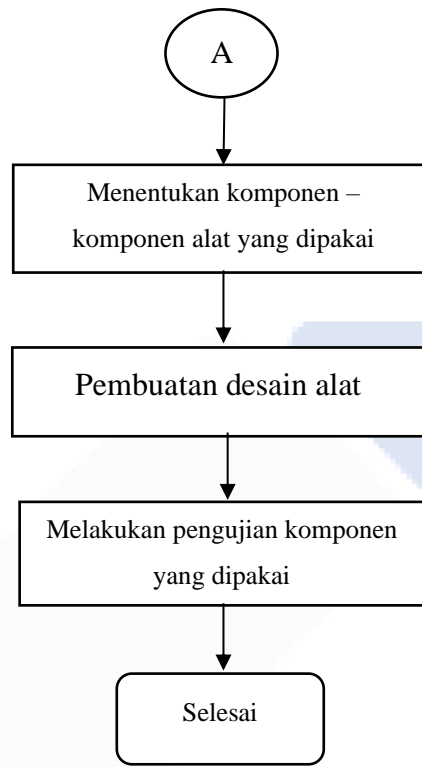 A
Menentukan komponen –
komponen alat yang dipakai
Pembuatan desain alat
Melakukan pengujian komponen
yang dipakai
Selesai